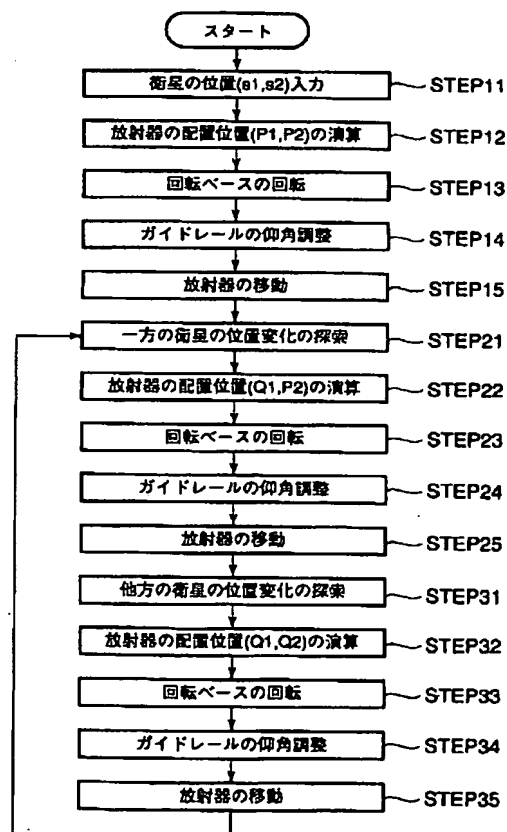 スタート
衛星の位置(s1,s2)入力 STEP11
放射器の配置位置(P1,P2)の演算 STEP12
回転ベースの回転 STEP13
ガイドレールの仰角調整 STEP14
放射器の移動 STEP15
一方の衛星の位置変化の探索 STEP21
放射器の配置位置(Q1,P2)の演算 STEP22
回転ベースの回転 STEP23
ガイドレールの仰角調整 STEP24
放射器の移動 STEP25
他方の衛星の位置変化の探索 STEP31
放射器の配置位置(Q1,Q2)の演算 STEP32
回転ベースの回転 STEP33
ガイドレールの仰角調整 STEP34
放射器の移動 STEP35